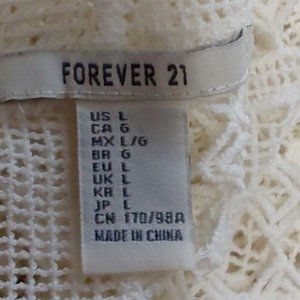 FOREVER 21
US L
CA G
MX L/G
BR G
EU L
UK L
KR L
JP L
CN 170/98A
MADE IN CHINA